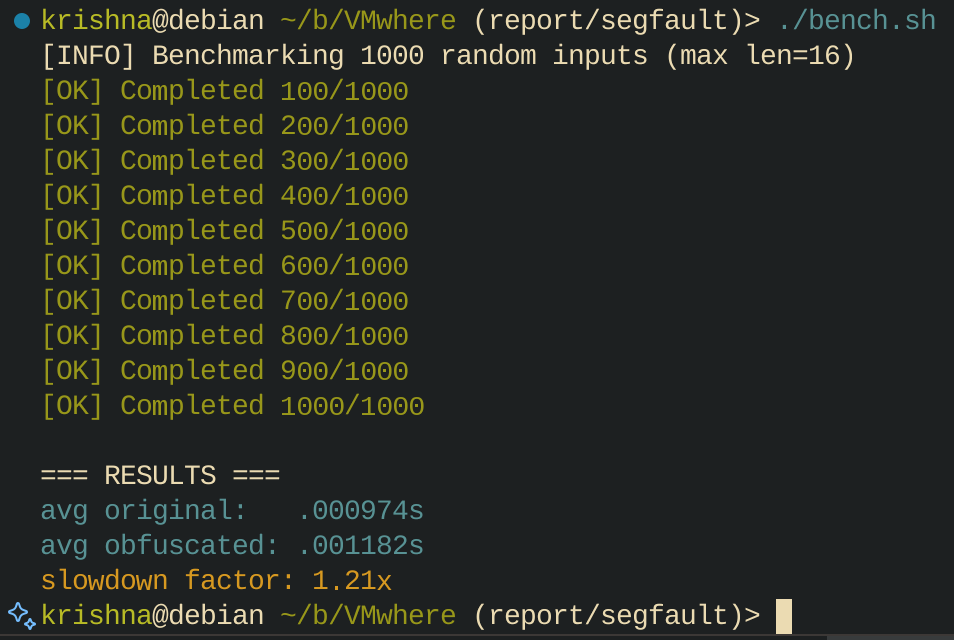 krishna@debian ~/b/VMwhere (report/segfault)> ./bench.sh
[INFO] Benchmarking 1000 random inputs (max len=16)
[OK] Completed 100/1000
[OK] Completed 200/1000
[OK] Completed 300/1000
[OK] Completed 400/1000
[OK] Completed 500/1000
[OK] Completed 600/1000
[OK] Completed 700/1000
[OK] Completed 800/1000
[OK] Completed 900/1000
[OK] Completed 1000/1000
=== RESULTS ===
avg original:   .000974s
avg obfuscated: .001182s
slowdown factor: 1.21x
krishna@debian ~/b/VMwhere (report/segfault)>